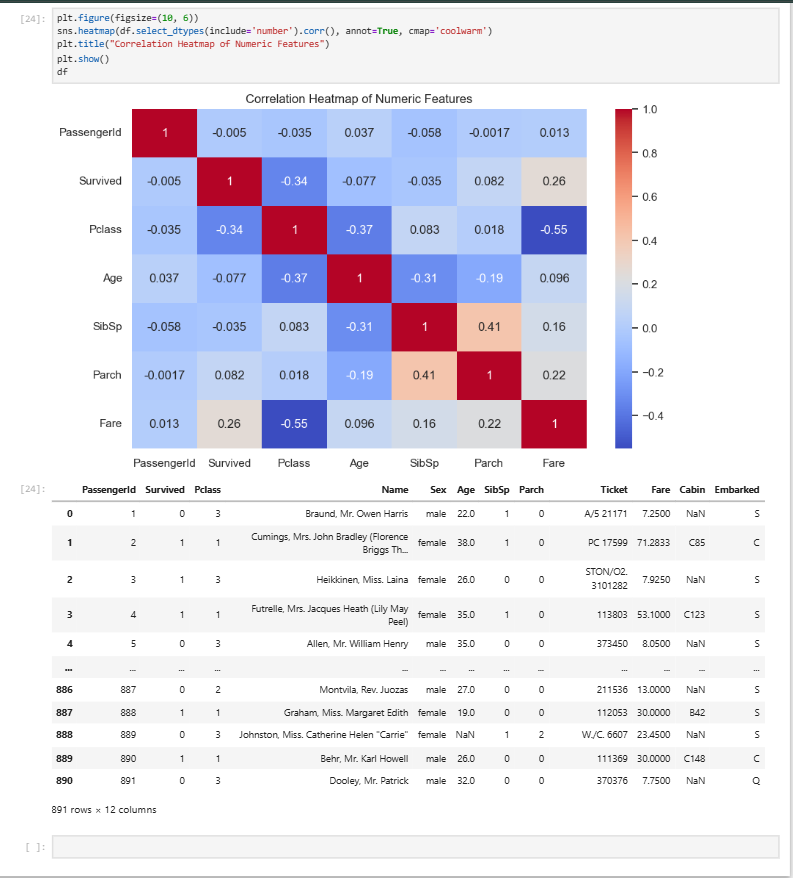 [24]:
plt.figure(figsize=(10, 6))
sns.heatmap(df.select_dtypes(include='number').corr(), annot=True, cmap='coolwarm')
plt.title("Correlation Heatmap of Numeric Features")
plt.show()
df
Correlation Heatmap of Numeric Features
PassengerId 1 -0.005 -0.035 0.037 -0.058 -0.0017 0.013
Survived -0.005 1 -0.34 -0.077 -0.035 0.082 0.26
Pclass -0.035 -0.34 1 -0.37 0.083 0.018 -0.55
Age 0.037 -0.077 -0.37 1 -0.31 -0.19 0.096
SibSp -0.058 -0.035 0.083 -0.31 1 0.41 0.16
Parch -0.0017 0.082 0.018 -0.19 0.41 1 0.22
Fare 0.013 0.26 -0.55 0.096 0.16 0.22 1
PassengerId Survived Pclass Age SibSp Parch Fare
1.0
0.8
0.6
0.4
0.2
0.0
−0.2
−0.4
[24]:
PassengerId Survived Pclass Name Sex Age SibSp Parch Ticket Fare Cabin Embarked
0 1 0 3 Braund, Mr. Owen Harris male 22.0 1 0 A/5 21171 7.2500 NaN S
1 2 1 1 Cumings, Mrs. John Bradley (Florence
Briggs Th... female 38.0 1 0 PC 17599 71.2833 C85 C
2 3 1 3 Heikkinen, Miss. Laina female 26.0 0 0 STON/O2.
3101282 7.9250 NaN S
3 4 1 1 Futrelle, Mrs. Jacques Heath (Lily May
Peel) female 35.0 1 0 113803 53.1000 C123 S
4 5 0 3 Allen, Mr. William Henry male 35.0 0 0 373450 8.0500 NaN S
... ... ... ... ... ... ... ... ... ... ... ... ...
886 887 0 2 Montvila, Rev. Juozas male 27.0 0 0 211536 13.0000 NaN S
887 888 1 1 Graham, Miss. Margaret Edith female 19.0 0 0 112053 30.0000 B42 S
888 889 0 3 Johnston, Miss. Catherine Helen "Carrie" female NaN 1 2 W./C. 6607 23.4500 NaN S
889 890 1 1 Behr, Mr. Karl Howell male 26.0 0 0 111369 30.0000 C148 C
890 891 0 3 Dooley, Mr. Patrick male 32.0 0 0 370376 7.7500 NaN Q
891 rows × 12 columns
[ ]: